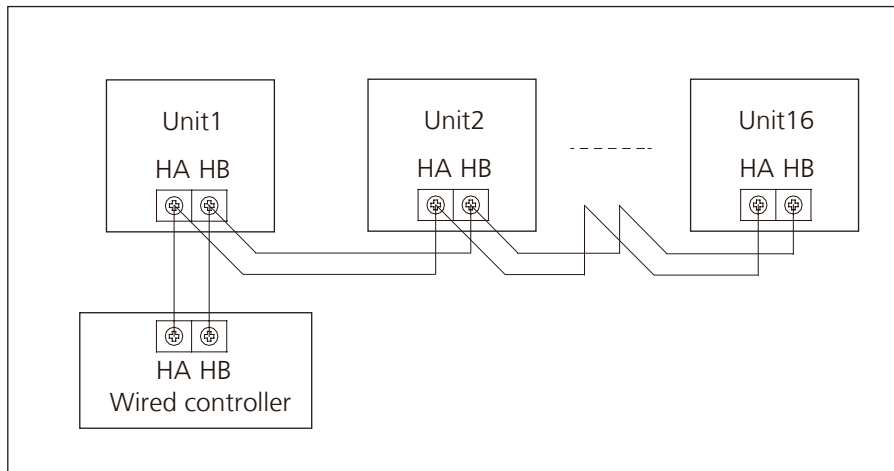 Unit1
HA HB
Unit2
HA HB
Unit16
HA HB
HA HB
Wired controller